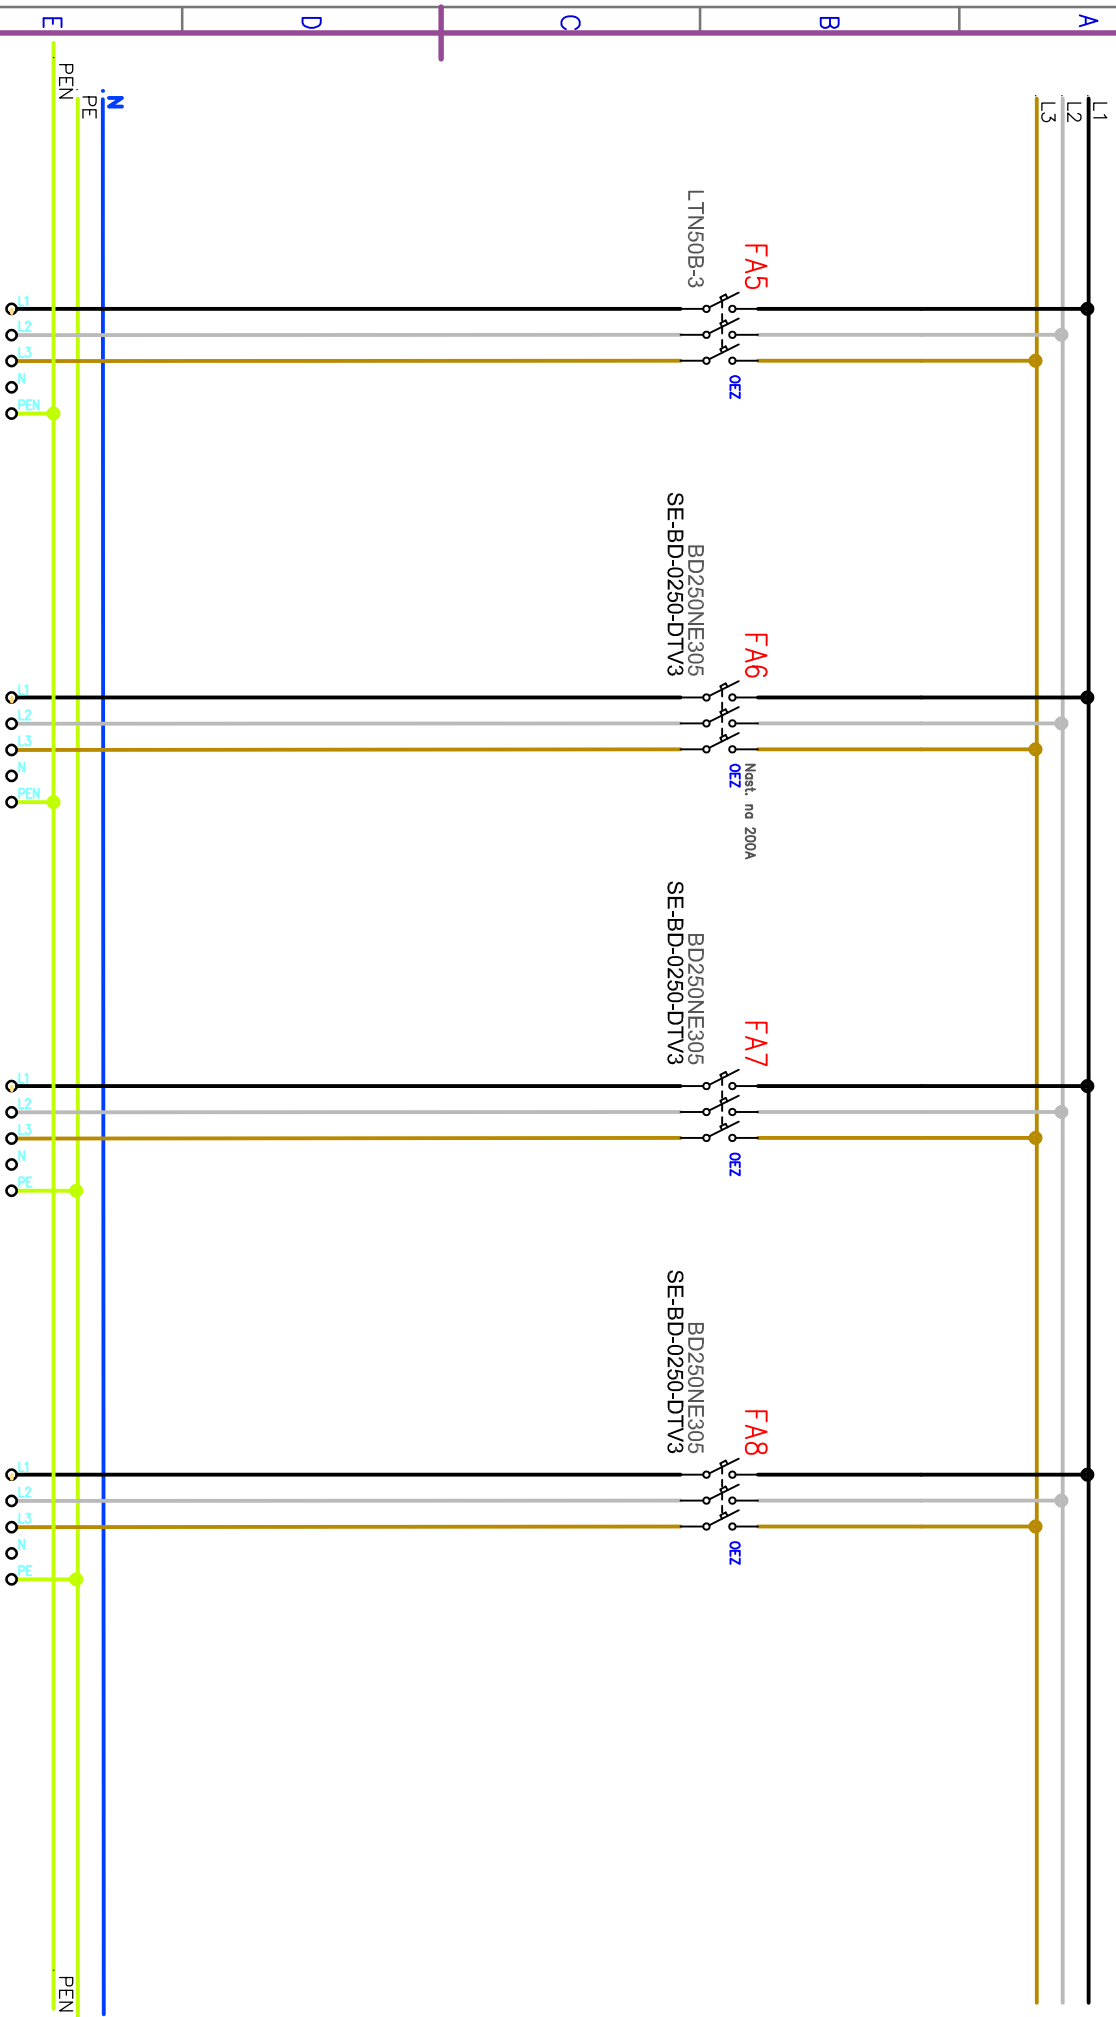 A
B
C
D
E
L1
L2
L3
FA5
LTN50B-3
OEZ
FA6
BD250NE305
SE-BD-0250-DTV3
Nast. na 200A
OEZ
FA7
BD250NE305
SE-BD-0250-DTV3
OEZ
FA8
BD250NE305
SE-BD-0250-DTV3
OEZ
N
PE
PEN
PEN
L1
L2
L3
N
PEN
L1
L2
L3
N
PEN
L1
L2
L3
N
PE
L1
L2
L3
N
PE